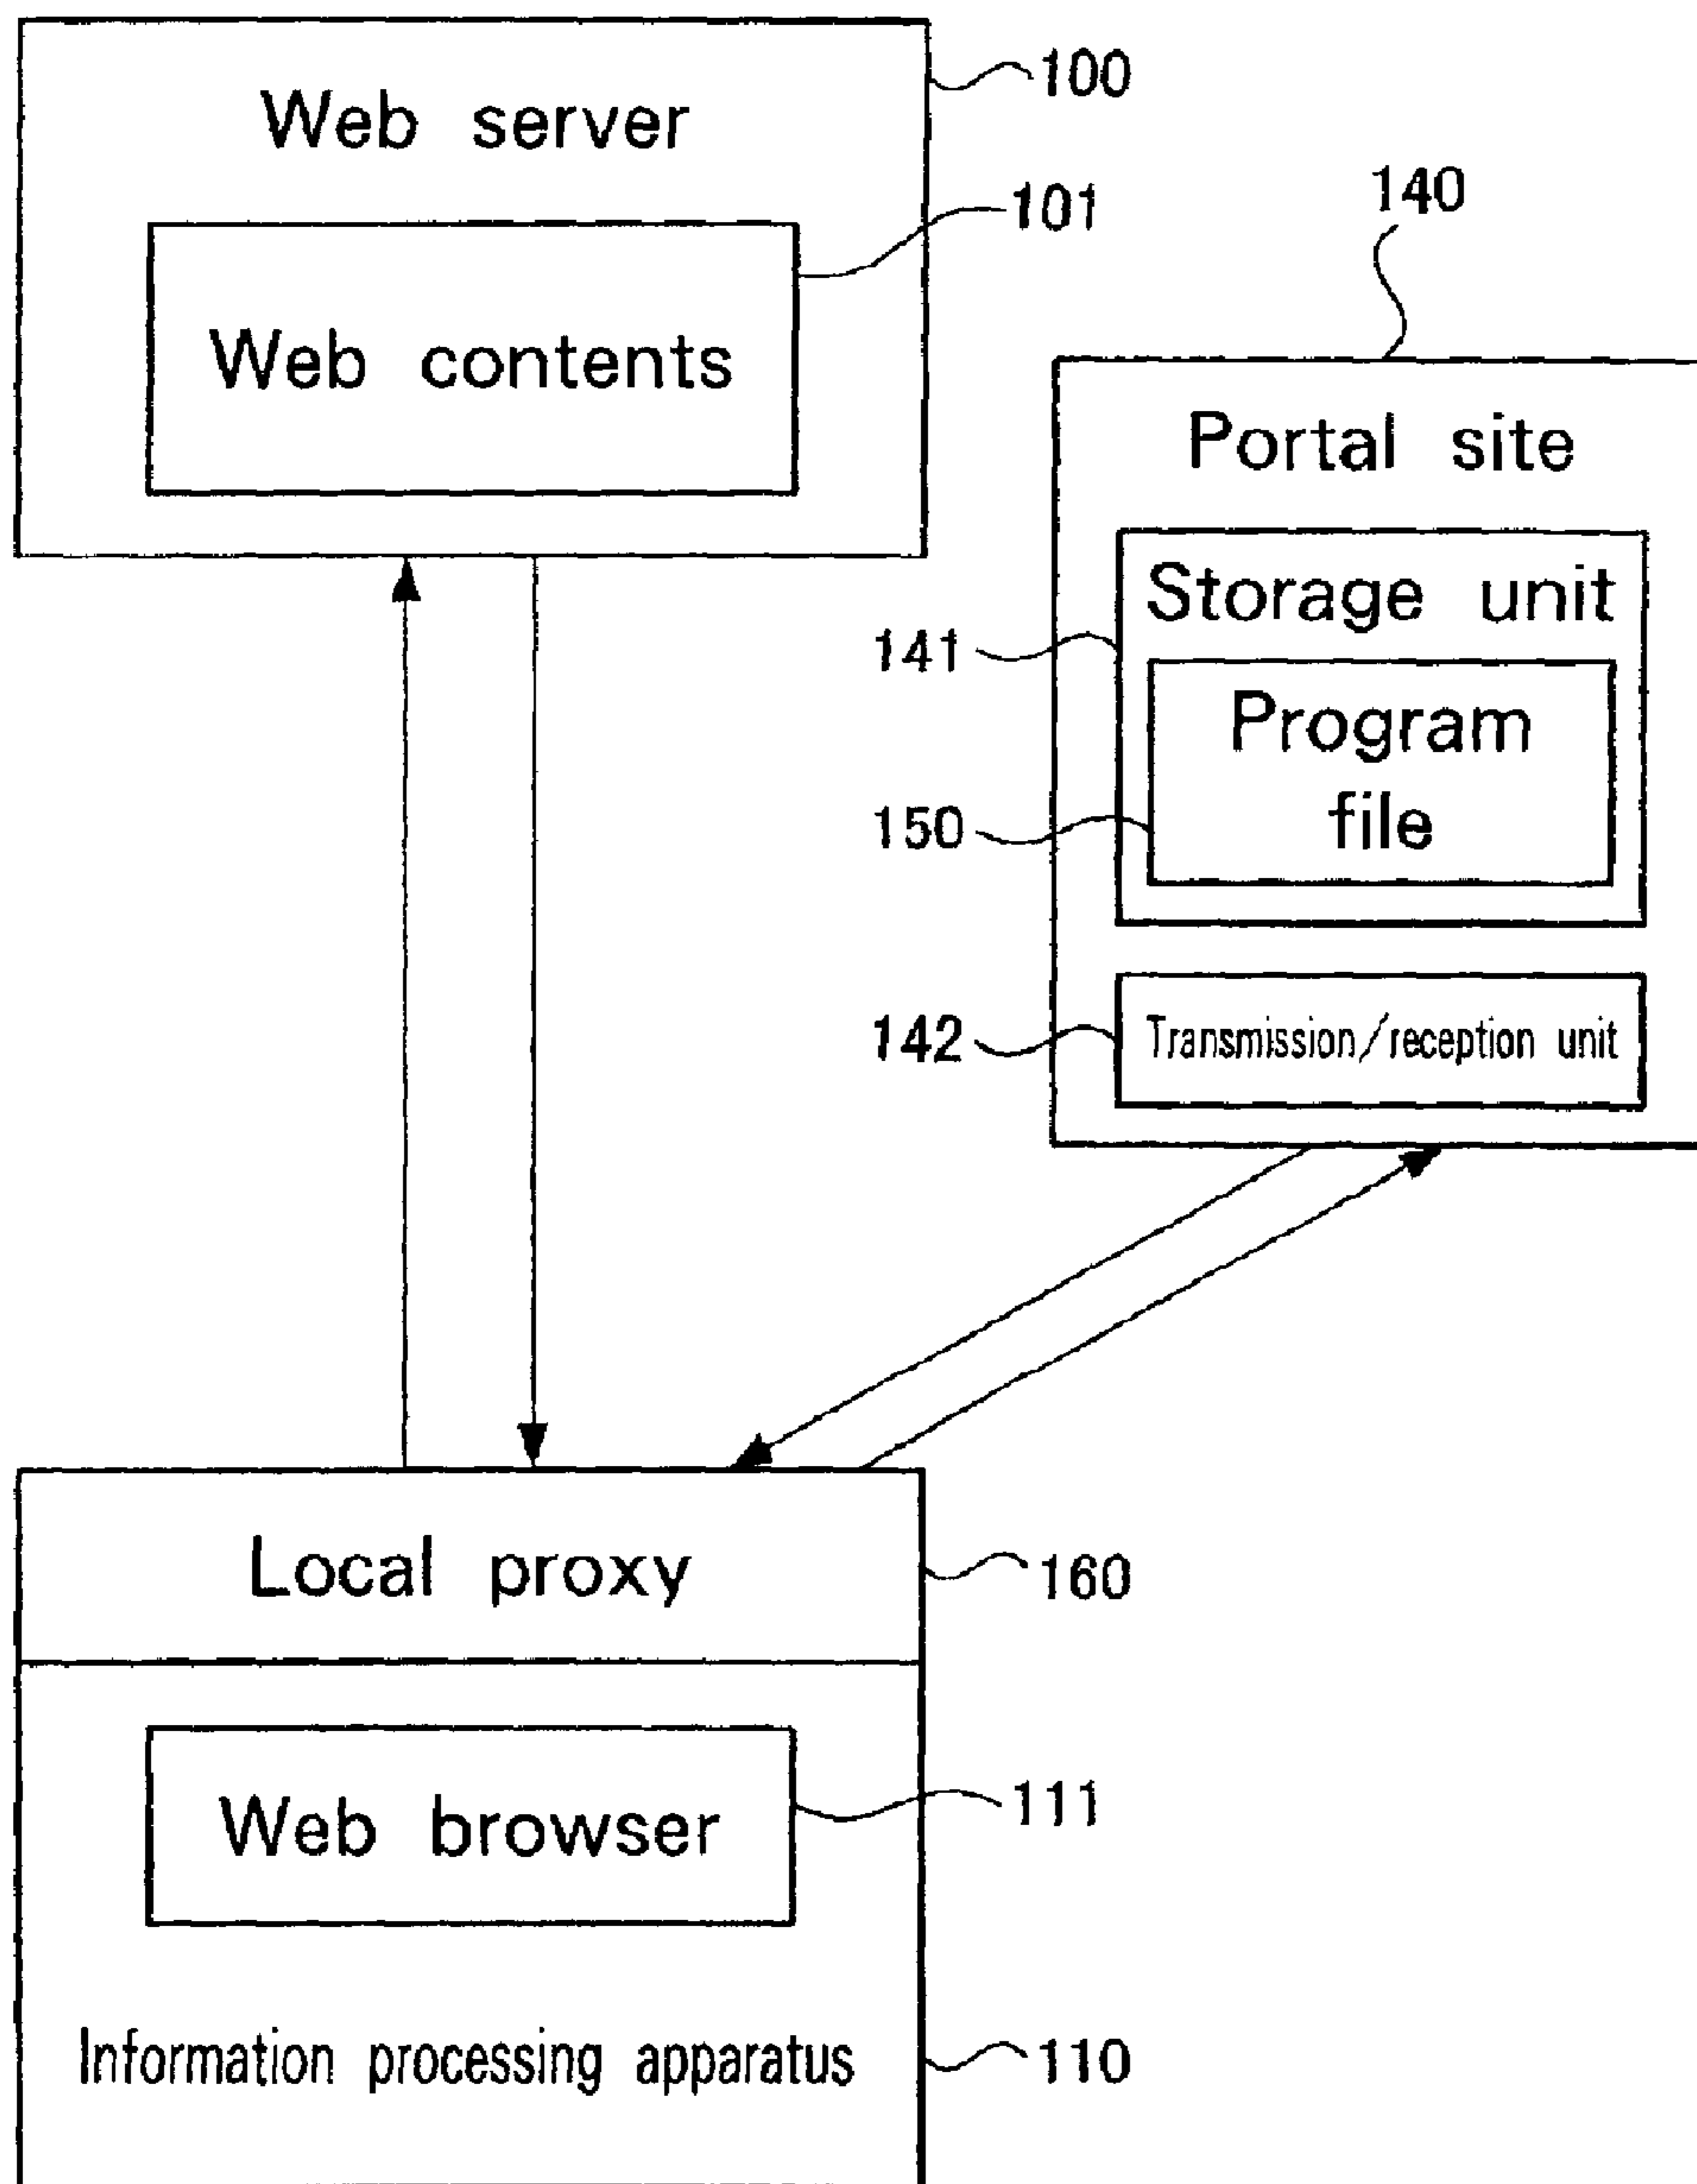 Web server
100
Web contents
101
140
Portal site
Storage unit
141
Program
file
150
Transmission/reception unit
142
Local proxy
160
Web browser
111
Information processing apparatus
110